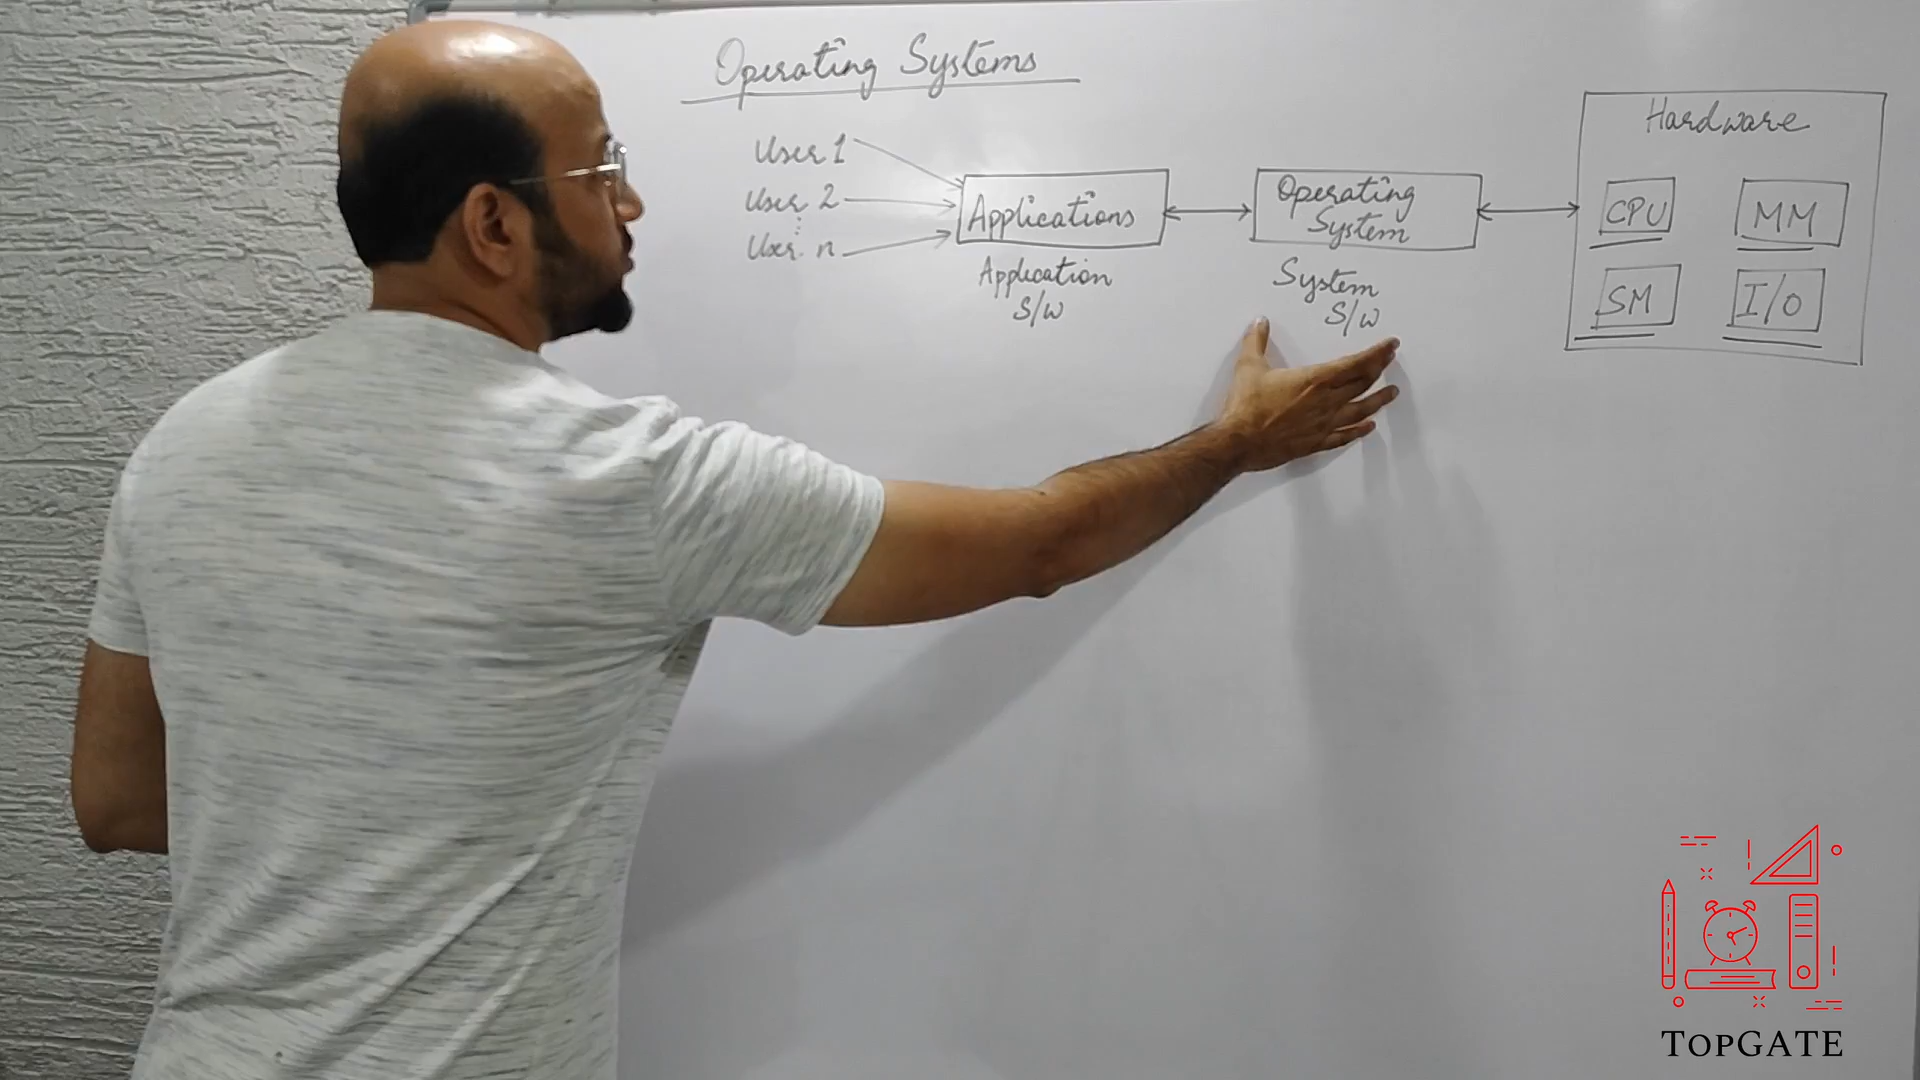 Operating Systems
User 1
User 2
User n
Applications
Application
S/W
Operating
System
System
S/W
Hardware
CPU
MM
SM
I/O
TOPGATE